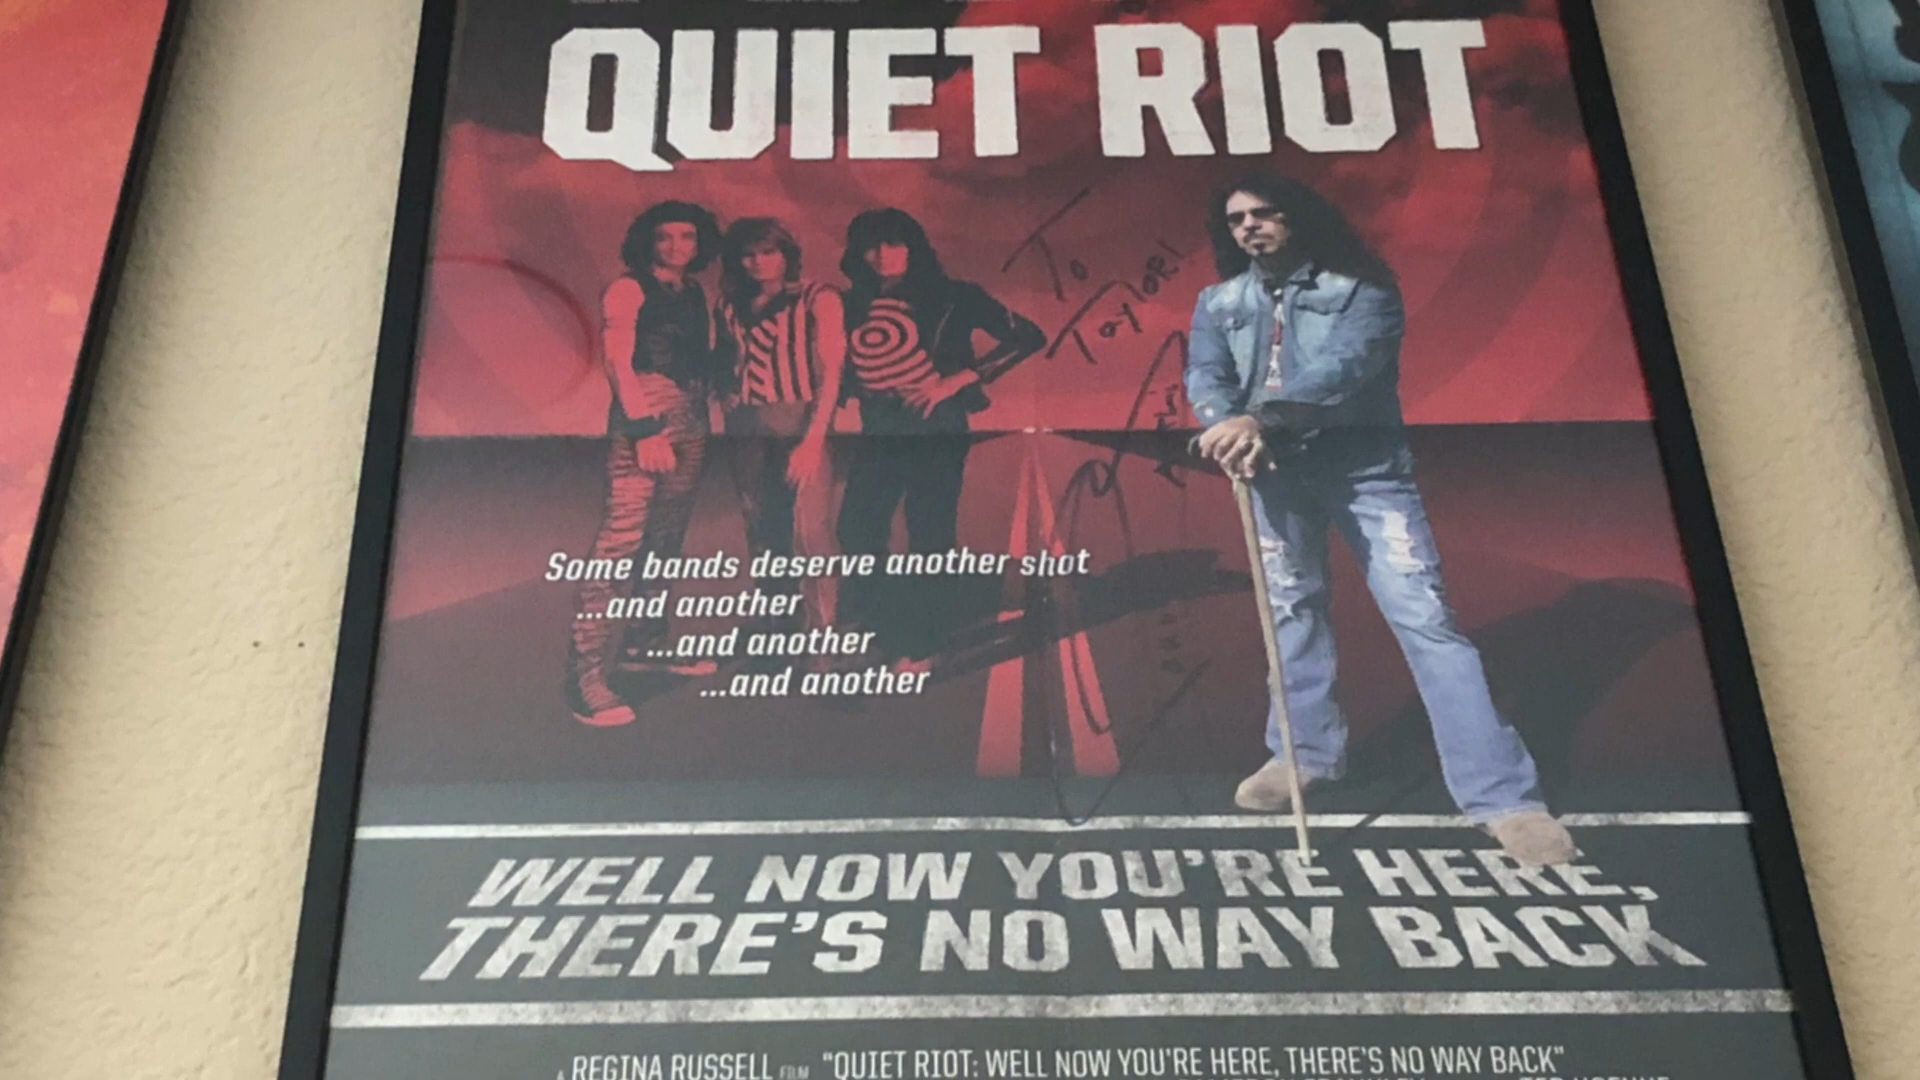 QUIET RIOT
To
Taylor!
Some bands deserve another shot
...and another
...and another
...and another
WELL NOW YOU'RE HERE,
THERE'S NO WAY BACK
A REGINA RUSSELL FILM "QUIET RIOT: WELL NOW YOU'RE HERE, THERE'S NO WAY BACK"